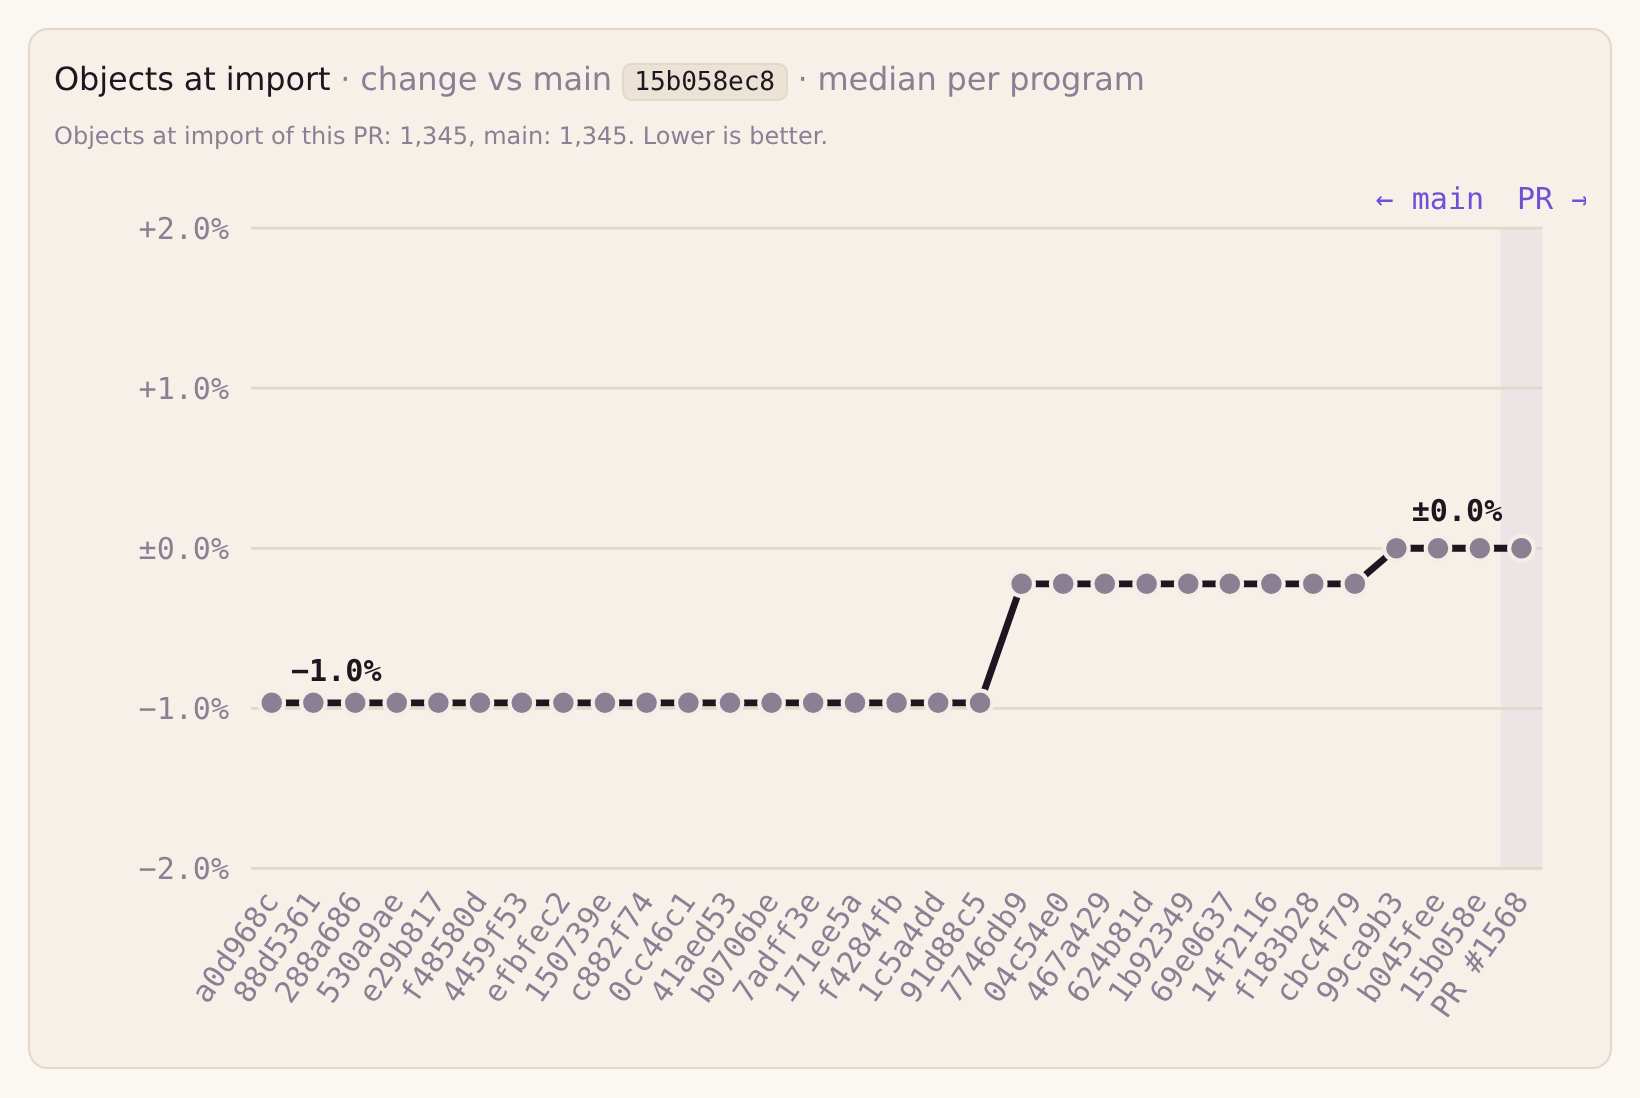 Objects at import · change vs main 15b058ec8 · median per program
Objects at import of this PR: 1,345, main: 1,345. Lower is better.
← main PR →
+2.0%
+1.0%
±0.0%
±0.0%
−1.0%
−1.0%
−2.0%
a0d968c
88d5361
288a686
530a9ae
e29b817
f48580d
4459f53
efbfec2
150739e
c882f74
0cc46c1
41aed53
b0706be
7adff3e
171ee5a
f4284fb
1c5a4dd
91d88c5
7746db9
04c54e0
467a429
624b81d
1b92349
69e0637
14f2116
f183b28
cbc4f79
99ca9b3
b045fee
15b058e
PR #1568